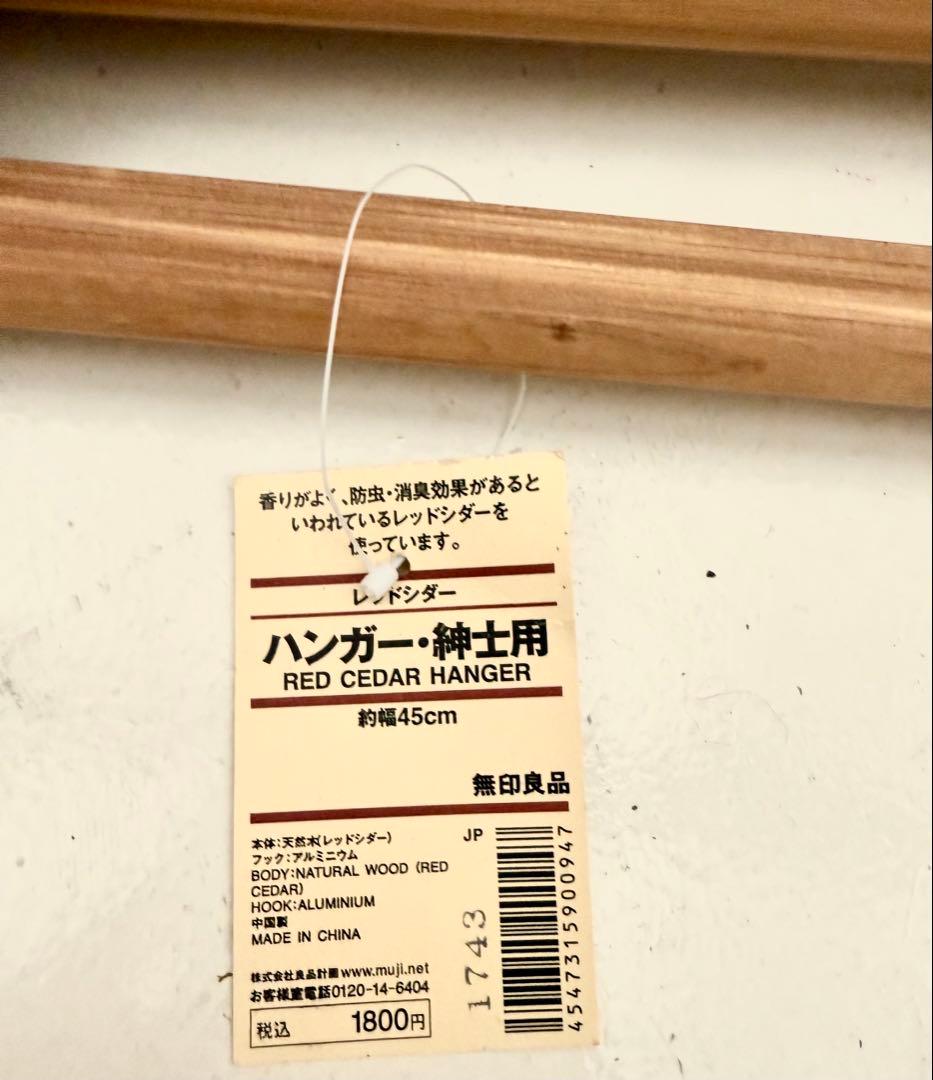 香りがよく、防虫・消臭効果があると
いわれているレッドシダーを
使っています。
レッドシダー
ハンガー・紳士用
RED CEDAR HANGER
約幅45cm
無印良品
本体:天然木(レッドシダー)
フック:アルミニウム
BODY:NATURAL WOOD (RED
CEDAR)
HOOK:ALUMINIUM
中国製
MADE IN CHINA
株式会社良品計画 www.muji.net
お客様室電話0120-14-6404
税込 1800円
JP
1743
4547315900947